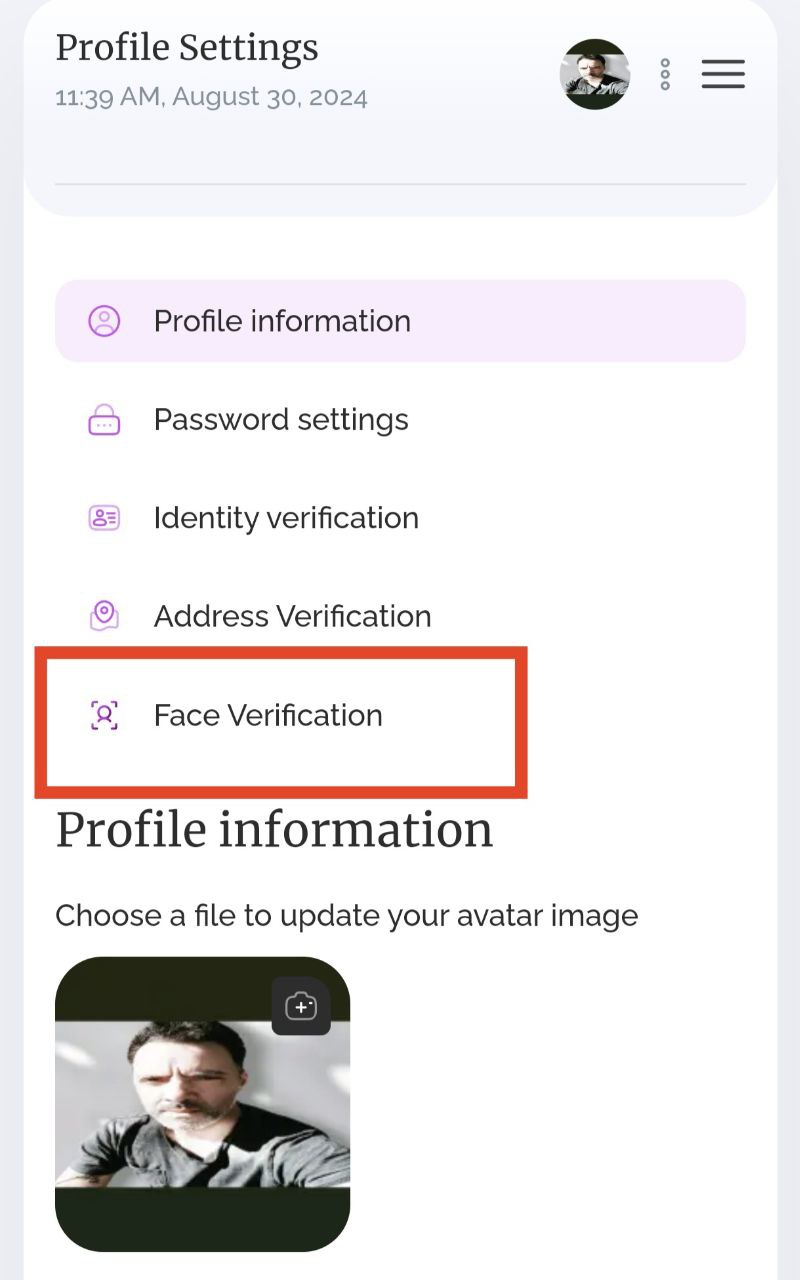 Profile Settings
11:39 AM, August 30, 2024
Profile information
Password settings
Identity verification
Address Verification
Face Verification
Profile information
Choose a file to update your avatar image